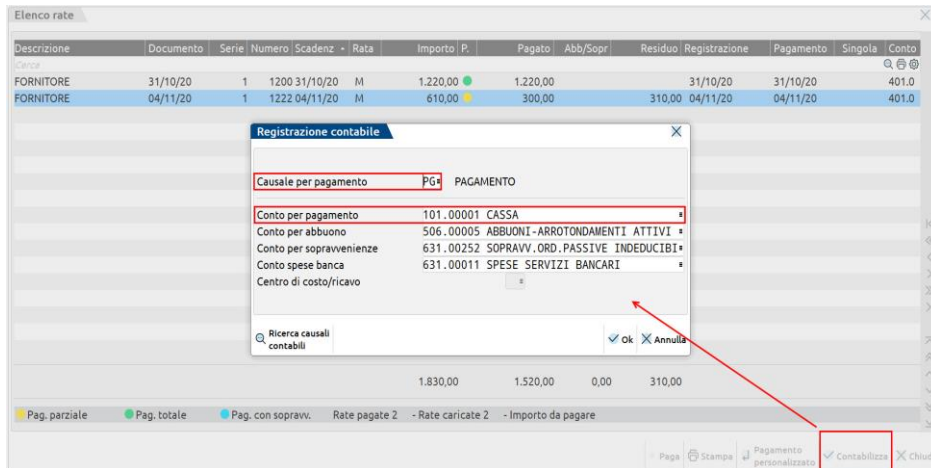 Elenco rate
Descrizione Documento Serie Numero Scadenz Rata Importo P. Pagato Abb/Sopr Residuo Registrazione Pagamento Singola Conto
Cerca
FORNITORE 31/10/20 1 1200 31/10/20 M 1.220,00 1.220,00 31/10/20 31/10/20 401.0
FORNITORE 04/11/20 1 1222 04/11/20 M 610,00 300,00 310,00 04/11/20 04/11/20 401.0
Registrazione contabile
Causale per pagamento PG PAGAMENTO
Conto per pagamento 101.00001 CASSA
Conto per abbuono 506.00005 ABBUONI-ARROTONDAMENTI ATTIVI
Conto per sopravvenienze 631.00252 SOPRAVV.ORD.PASSIVE INDEDUCIBI
Conto spese banca 631.00011 SPESE SERVIZI BANCARI
Centro di costo/ricavo
Ricerca causali
contabili
Ok Annulla
1.830,00 1.520,00 0,00 310,00
Pag. parziale Pag. totale Pag. con sopravv. Rate pagate 2 - Rate caricate 2 - Importo da pagare
Paga Stampa Pagamento
personalizzato Contabilizza Chiud